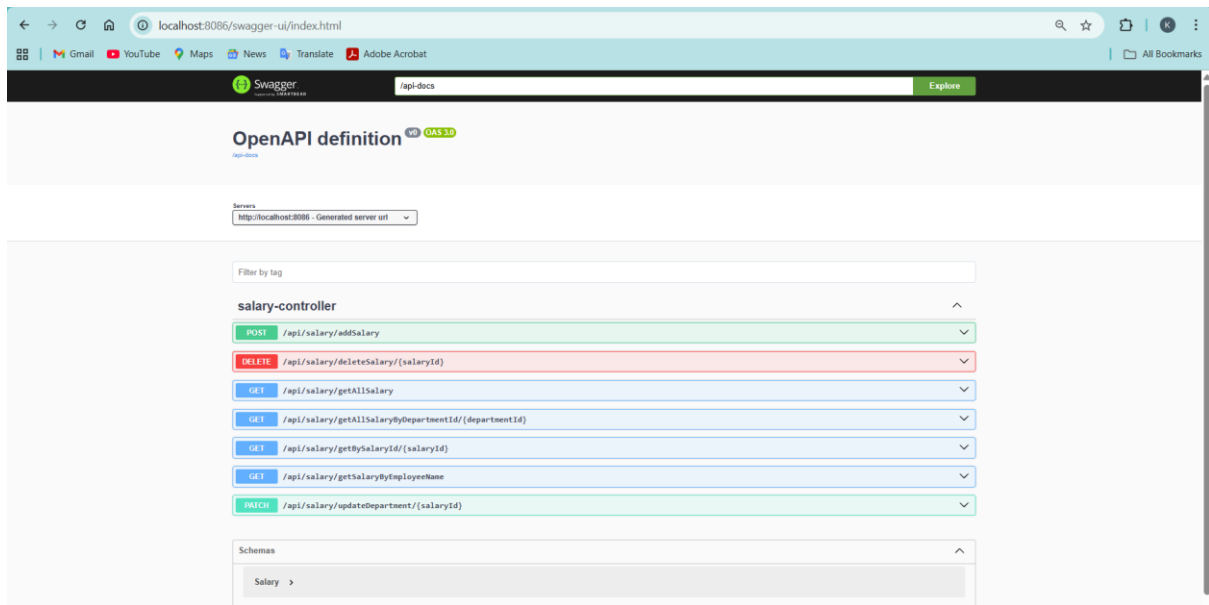 localhost:8086/swagger-ui/index.html
K
Gmail YouTube Maps News Translate Adobe Acrobat All Bookmarks
Swagger
Supported by SMARTBEAR
/api-docs
Explore
OpenAPI definition v0 OAS 3.0
/api-docs
Servers
http://localhost:8086 - Generated server url
Filter by tag
salary-controller
POST /api/salary/addSalary
DELETE /api/salary/deleteSalary/{salaryId}
GET /api/salary/getAllSalary
GET /api/salary/getAllSalaryByDepartmentId/{departmentId}
GET /api/salary/getBySalaryId/{salaryId}
GET /api/salary/getSalaryByEmployeeName
PATCH /api/salary/updateDepartment/{salaryId}
Schemas
Salary